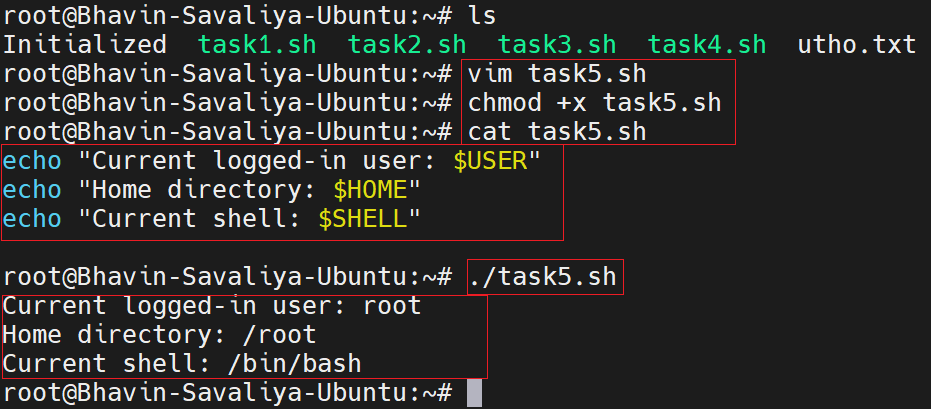 root@Bhavin-Savaliya-Ubuntu:~# ls
Initialized  task1.sh  task2.sh  task3.sh  task4.sh  utho.txt
root@Bhavin-Savaliya-Ubuntu:~# vim task5.sh
root@Bhavin-Savaliya-Ubuntu:~# chmod +x task5.sh
root@Bhavin-Savaliya-Ubuntu:~# cat task5.sh
echo "Current logged-in user: $USER"
echo "Home directory: $HOME"
echo "Current shell: $SHELL"
root@Bhavin-Savaliya-Ubuntu:~# ./task5.sh
Current logged-in user: root
Home directory: /root
Current shell: /bin/bash
root@Bhavin-Savaliya-Ubuntu:~#